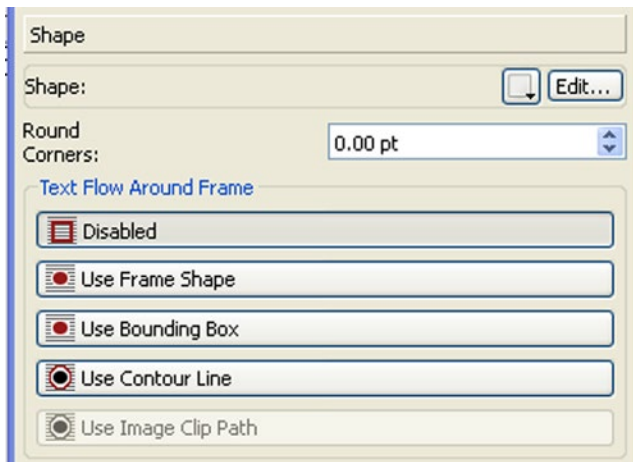 Shape
Shape: Edit...
Round
Corners: 0.00 pt
Text Flow Around Frame
Disabled
Use Frame Shape
Use Bounding Box
Use Contour Line
Use Image Clip Path